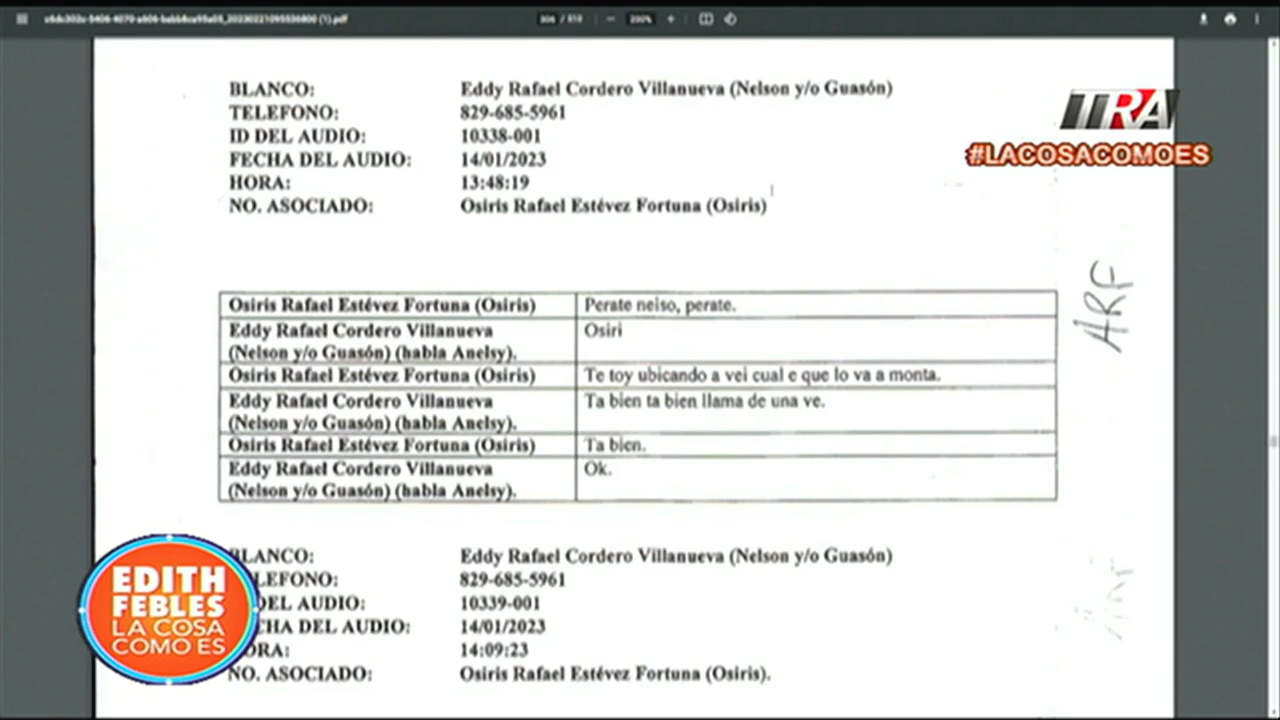 306 / 510
200%
BLANCO: Eddy Rafael Cordero Villanueva (Nelson y/o Guasón)
TELEFONO: 829-685-5961
ID DEL AUDIO: 10338-001
FECHA DEL AUDIO: 14/01/2023
HORA: 13:48:19
NO. ASOCIADO: Osiris Rafael Estévez Fortuna (Osiris)
TRA
#LACOSACOMOES
ARF
Osiris Rafael Estévez Fortuna (Osiris) Perate neiso, perate.
Eddy Rafael Cordero Villanueva Osiri
(Nelson y/o Guasón) (habla Anelsy).
Osiris Rafael Estévez Fortuna (Osiris) Te toy ubicando a vei cual e que lo va a monta.
Eddy Rafael Cordero Villanueva Ta bien ta bien llama de una ve.
(Nelson y/o Guasón) (habla Anelsy).
Osiris Rafael Estévez Fortuna (Osiris) Ta bien.
Eddy Rafael Cordero Villanueva Ok.
(Nelson y/o Guasón) (habla Anelsy).
BLANCO: Eddy Rafael Cordero Villanueva (Nelson y/o Guasón)
LEFONO: 829-685-5961
DEL AUDIO: 10339-001
CHA DEL AUDIO: 14/01/2023
ORA: 14:09:23
NO. ASOCIADO: Osiris Rafael Estévez Fortuna (Osiris).
EDITH
FEBLES
LA COSA
COMO ES